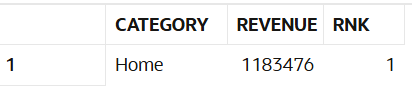 CATEGORY REVENUE RNK
1 Home 1183476 1